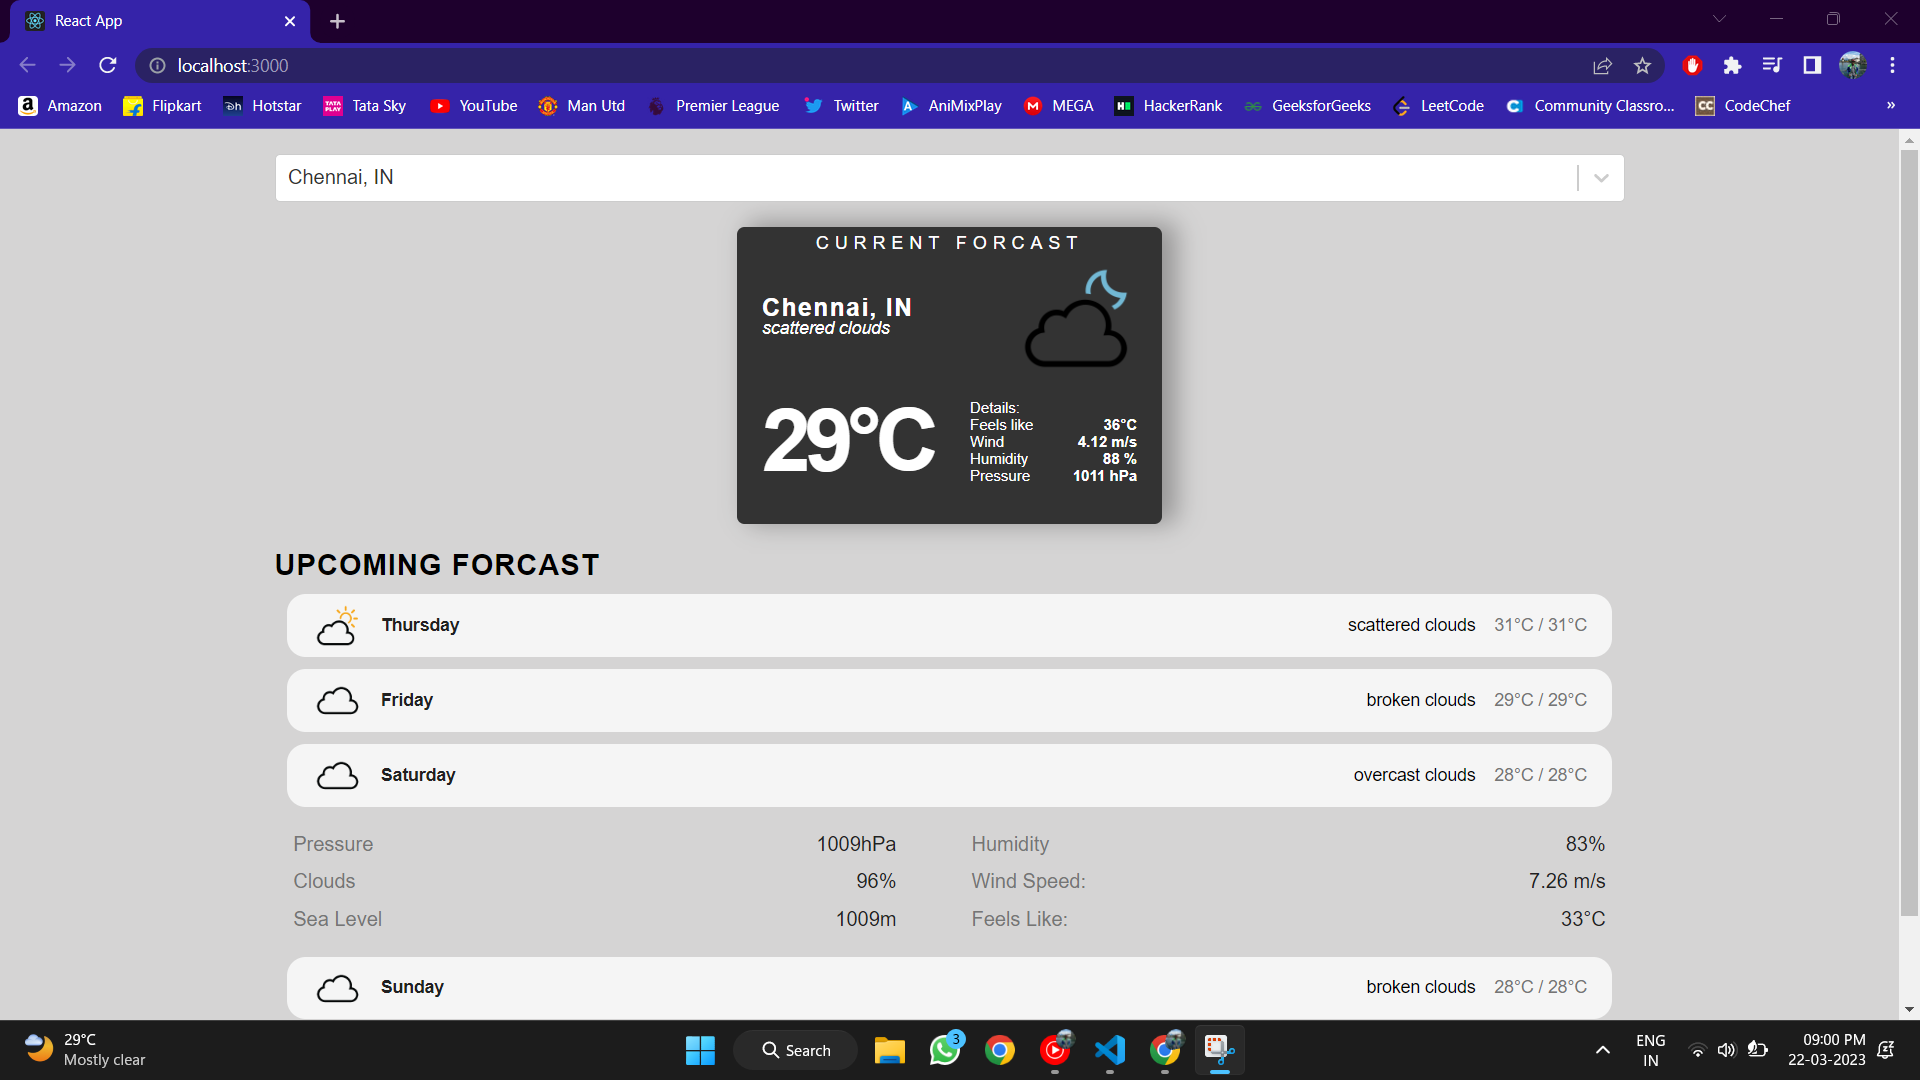 React App
localhost:3000
Amazon Flipkart Hotstar Tata Sky YouTube Man Utd Premier League Twitter AniMixPlay MEGA HackerRank GeeksforGeeks LeetCode Community Classro... CodeChef »
Chennai, IN
CURRENT FORCAST
Chennai, IN
scattered clouds
29°C
Details:
Feels like 36°C
Wind 4.12 m/s
Humidity 88 %
Pressure 1011 hPa
UPCOMING FORCAST
Thursday scattered clouds 31°C / 31°C
Friday broken clouds 29°C / 29°C
Saturday overcast clouds 28°C / 28°C
Pressure 1009hPa Humidity 83%
Clouds 96% Wind Speed: 7.26 m/s
Sea Level 1009m Feels Like: 33°C
Sunday broken clouds 28°C / 28°C
29°C
Mostly clear
Search
3
ENG
IN
09:00 PM
22-03-2023